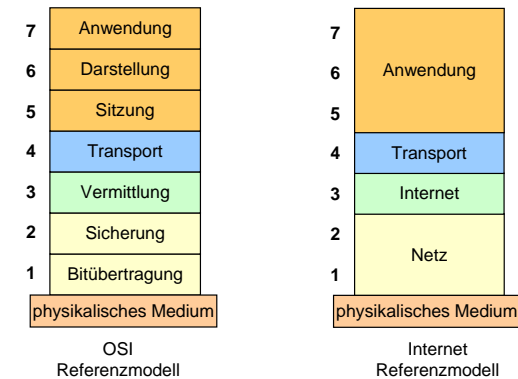 7 Anwendung
6 Darstellung
5 Sitzung
4 Transport
3 Vermittlung
2 Sicherung
1 Bitübertragung
physikalisches Medium
OSI
Referenzmodell
7
6 Anwendung
5
4 Transport
3 Internet
2
Netz
1
physikalisches Medium
Internet
Referenzmodell